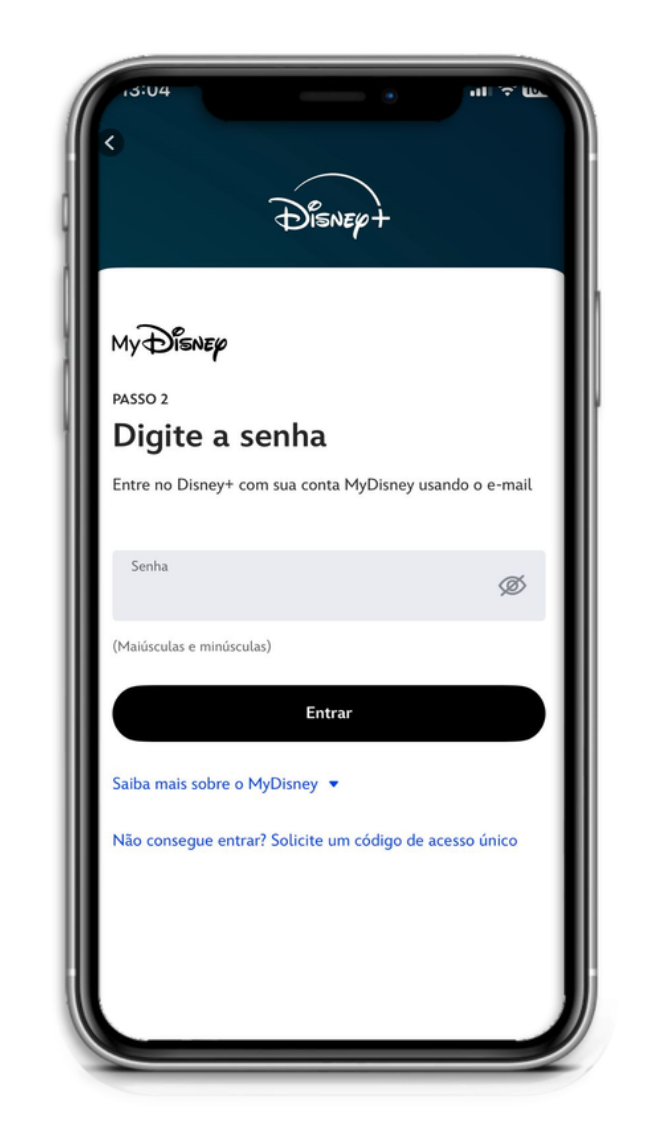 13:04
Disney+
MyDisney
PASSO 2
Digite a senha
Entre no Disney+ com sua conta MyDisney usando o e-mail
Senha
(Maiúsculas e minúsculas)
Entrar
Saiba mais sobre o MyDisney
Não consegue entrar? Solicite um código de acesso único